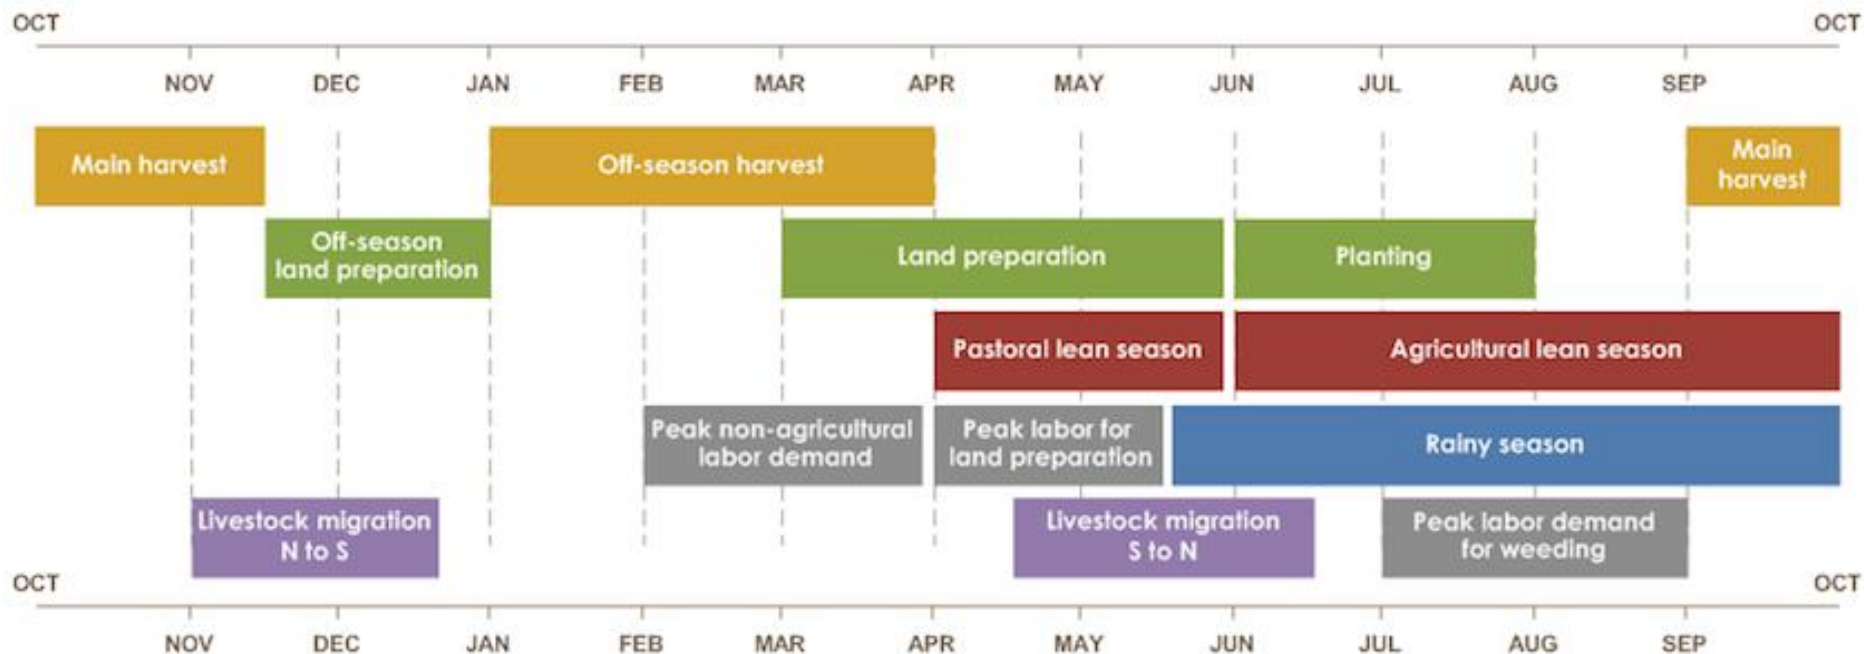 OCT
OCT
NOV DEC JAN FEB MAR APR MAY JUN JUL AUG SEP
Main harvest
Off-season harvest
Main
harvest
Off-season
land preparation
Land preparation
Planting
Pastoral lean season
Agricultural lean season
Peak non-agricultural
labor demand
Peak labor for
land preparation
Rainy season
Livestock migration
N to S
Livestock migration
S to N
Peak labor demand
for weeding
OCT
OCT
NOV DEC JAN FEB MAR APR MAY JUN JUL AUG SEP